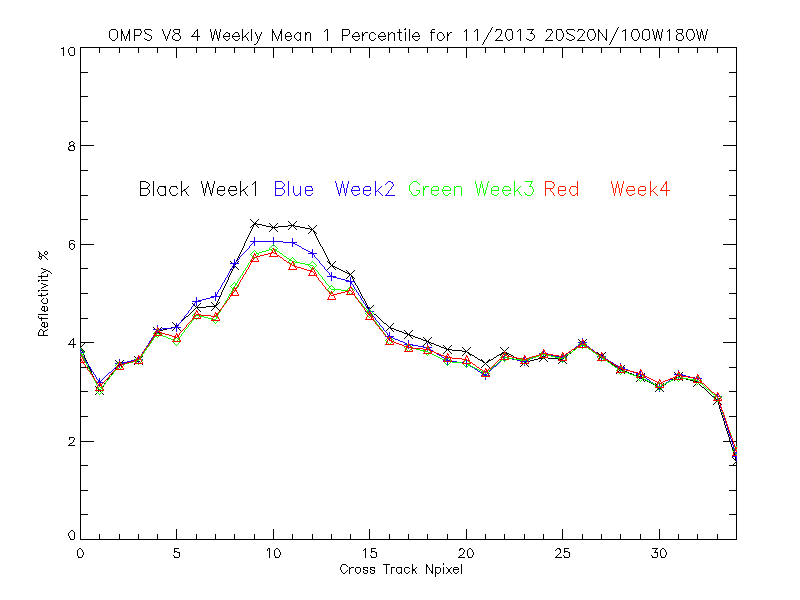 OMPS V8 4 Weekly Mean 1 Percentile for 11/2013 20S20N/100W180W
10
8
Black Week1 Blue Week2 Green Week3 Red Week4
6
Reflectivity %
4
2
0
0 5 10 15 20 25 30
Cross Track Npixel